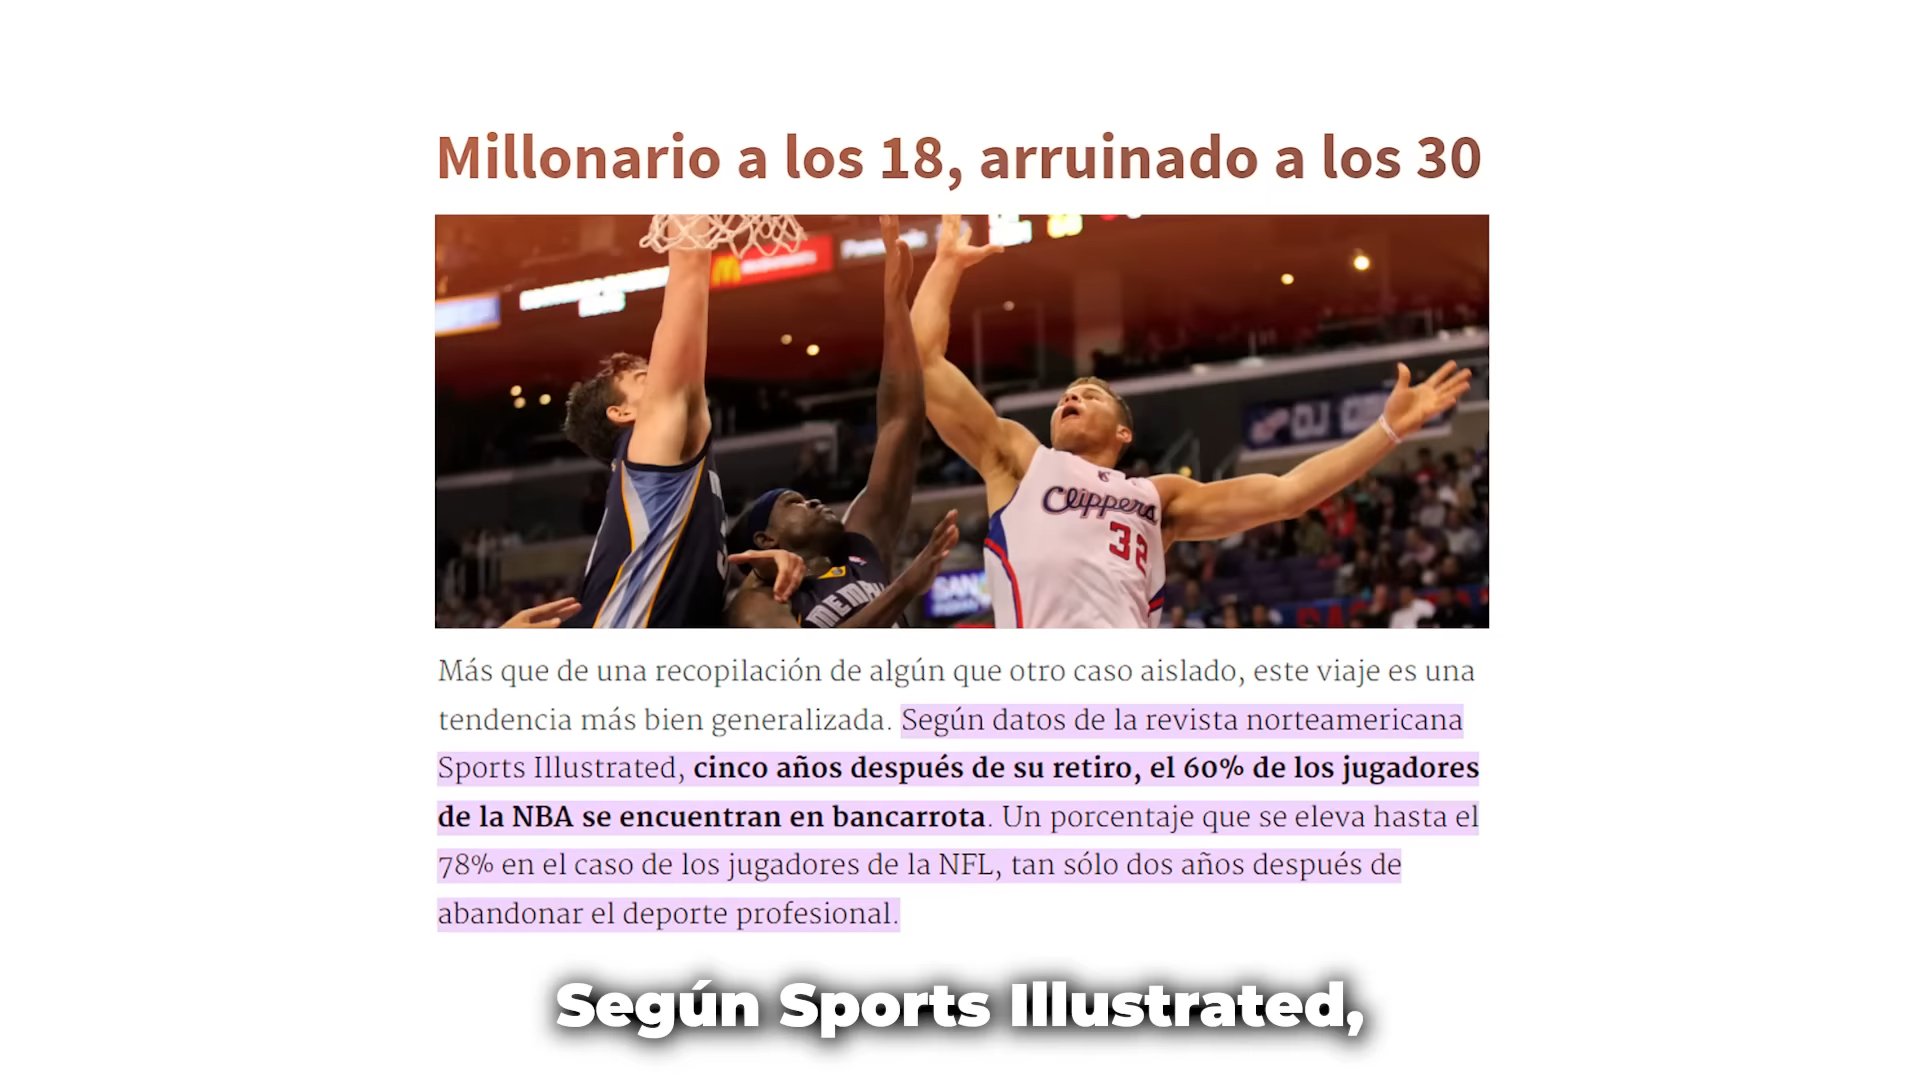 Millonario a los 18, arruinado a los 30
Clippers
32
MEMP
Más que de una recopilación de algún que otro caso aislado, este viaje es una
tendencia más bien generalizada. Según datos de la revista norteamericana
Sports Illustrated, cinco años después de su retiro, el 60% de los jugadores
de la NBA se encuentran en bancarrota. Un porcentaje que se eleva hasta el
78% en el caso de los jugadores de la NFL, tan sólo dos años después de
abandonar el deporte profesional.
Según Sports Illustrated,